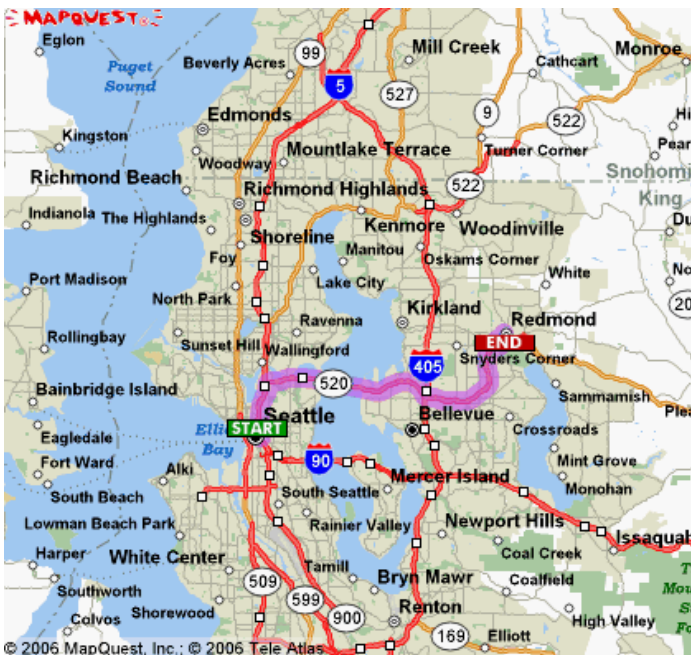 MAPQUEST
Eglon
99
Mill Creek
Cathcart
Monroe
Puget
Sound
Beverly Acres
5
527
9
522
Edmonds
Kingston
Woodway
Mountlake Terrace
Turner Corner
Richmond Beach
Richmond Highlands
522
Snohomi
King
Indianola
The Highlands
Shoreline
Kenmore
Woodinville
Foy
Manitou
Oskams Corner
Port Madison
Lake City
White
North Park
Kirkland
20
Rollingbay
Ravenna
Redmond
Sunset Hill
Wallingford
END
405
Snyders Corner
Bainbridge Island
520
Sammamish
Seattle
Bellevue
Plea
START
Eagledale
Bay
Crossroads
Fort Ward
Alki
90
Mercer Island
Mint Grove
South Beach
South Seattle
Monohan
Lowman Beach Park
Rainier Valley
Newport Hills
Issaquah
Harper
White Center
Coal Creek
Tamill
Southworth
509
Bryn Mawr
Coalfield
599
Shorewood
900
Renton
High Valley
Colvos
169
Elliott
© 2006 MapQuest, Inc.; © 2006 Tele Atlas